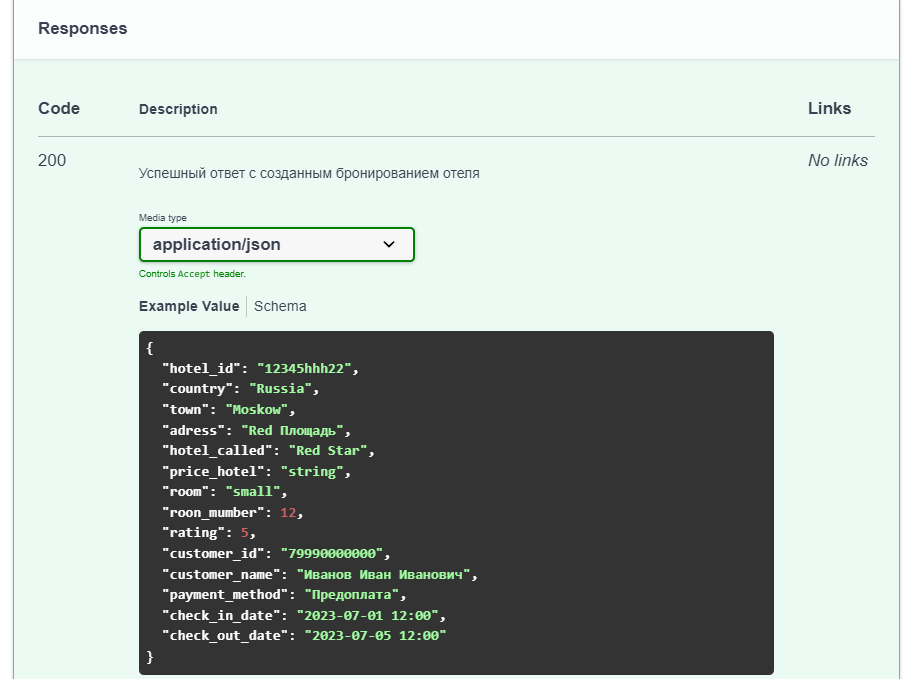 Responses
Code Description Links
200 Успешный ответ с созданным бронированием отеля No links
Media type
application/json
Controls Accept header.
Example Value Schema
{
"hotel_id": "12345hhh22",
"country": "Russia",
"town": "Moskow",
"adress": "Red Площадь",
"hotel_called": "Red Star",
"price_hotel": "string",
"room": "small",
"roon_mumber": 12,
"rating": 5,
"customer_id": "79990000000",
"customer_name": "Иванов Иван Иванович",
"payment_method": "Предоплата",
"check_in_date": "2023-07-01 12:00",
"check_out_date": "2023-07-05 12:00"
}